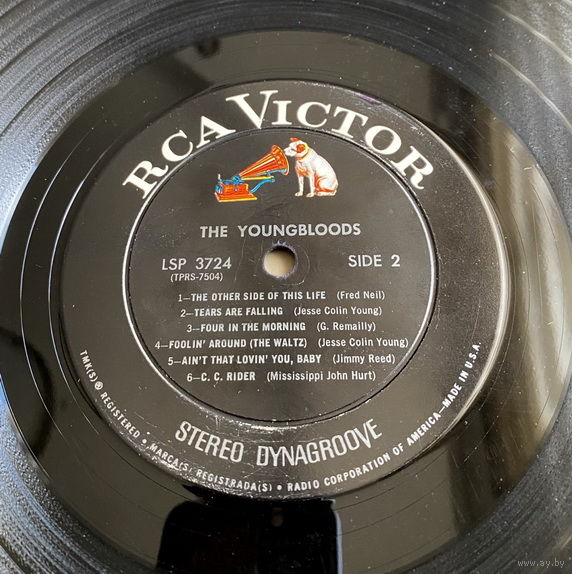 RCA VICTOR
THE YOUNGBLOODS
LSP 3724
(TPRS-7504)
SIDE 2
1—THE OTHER SIDE OF THIS LIFE (Fred Neil)
2—TEARS ARE FALLING (Jesse Colin Young)
3—FOUR IN THE MORNING (G. Remailly)
4—FOOLIN' AROUND (THE WALTZ) (Jesse Colin Young)
5—AIN'T THAT LOVIN' YOU, BABY (Jimmy Reed)
6—C. C. RIDER (Mississippi John Hurt)
STEREO DYNAGROOVE
TMK(S) ® REGISTERED • MARCA(S) REGISTRADA(S) • RADIO CORPORATION OF AMERICA—MADE IN U.S.A.
www.ay.by